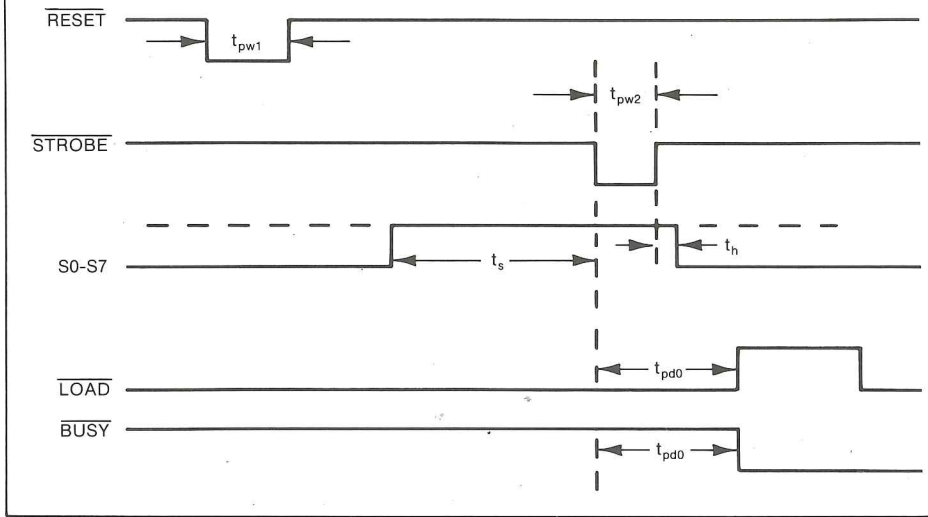 RESET
tpw1
tpw2
STROBE
th
S0-S7
ts
tpd0
LOAD
tpd0
BUSY